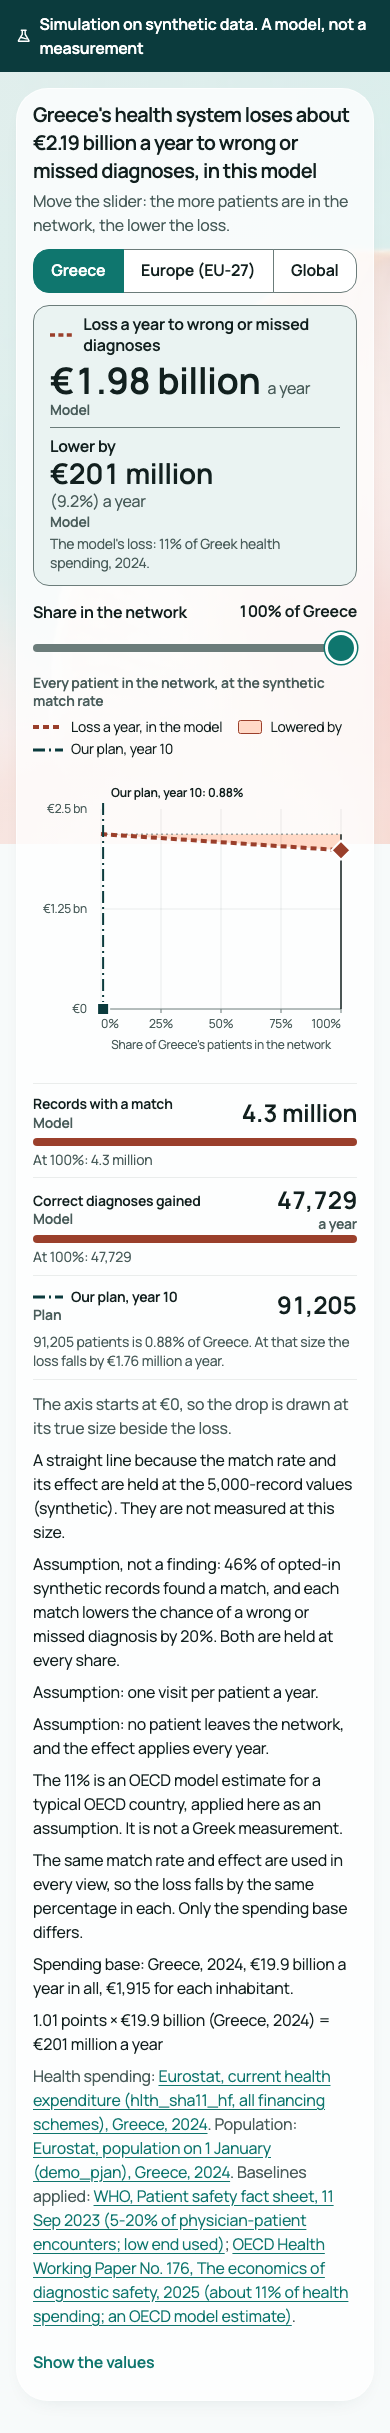 Simulation on synthetic data. A model, not a
measurement
Greece's health system loses about
€2.19 billion a year to wrong or
missed diagnoses, in this model
Move the slider: the more patients are in the
network, the lower the loss.
Greece Europe (EU-27) Global
Loss a year to wrong or missed
diagnoses
€1.98 billion a year
Model
Lower by
€201 million
(9.2%) a year
Model
The model's loss: 11% of Greek health
spending, 2024.
Share in the network 100% of Greece
Every patient in the network, at the synthetic
match rate
Loss a year, in the model Lowered by
Our plan, year 10
Our plan, year 10: 0.88%
€2.5 bn
€1.25 bn
€0
0% 25% 50% 75% 100%
Share of Greece's patients in the network
Records with a match
Model
4.3 million
At 100%: 4.3 million
Correct diagnoses gained
Model
47,729
a year
At 100%: 47,729
Our plan, year 10
Plan
91,205
91,205 patients is 0.88% of Greece. At that size the
loss falls by €1.76 million a year.
The axis starts at €0, so the drop is drawn at
its true size beside the loss.
A straight line because the match rate and
its effect are held at the 5,000-record values
(synthetic). They are not measured at this
size.
Assumption, not a finding: 46% of opted-in
synthetic records found a match, and each
match lowers the chance of a wrong or
missed diagnosis by 20%. Both are held at
every share.
Assumption: one visit per patient a year.
Assumption: no patient leaves the network,
and the effect applies every year.
The 11% is an OECD model estimate for a
typical OECD country, applied here as an
assumption. It is not a Greek measurement.
The same match rate and effect are used in
every view, so the loss falls by the same
percentage in each. Only the spending base
differs.
Spending base: Greece, 2024, €19.9 billion a
year in all, €1,915 for each inhabitant.
1.01 points × €19.9 billion (Greece, 2024) =
€201 million a year
Health spending: Eurostat, current health
expenditure (hlth_sha11_hf, all financing
schemes), Greece, 2024. Population:
Eurostat, population on 1 January
(demo_pjan), Greece, 2024. Baselines
applied: WHO, Patient safety fact sheet, 11
Sep 2023 (5-20% of physician-patient
encounters; low end used); OECD Health
Working Paper No. 176, The economics of
diagnostic safety, 2025 (about 11% of health
spending; an OECD model estimate).
Show the values